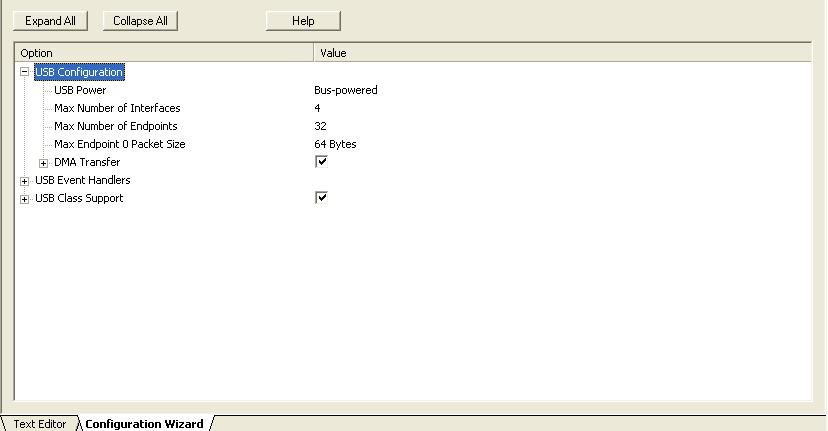 Expand All Collapse All Help
Option Value
USB Configuration
USB Power Bus-powered
Max Number of Interfaces 4
Max Number of Endpoints 32
Max Endpoint 0 Packet Size 64 Bytes
DMA Transfer
USB Event Handlers
USB Class Support
Text Editor Configuration Wizard